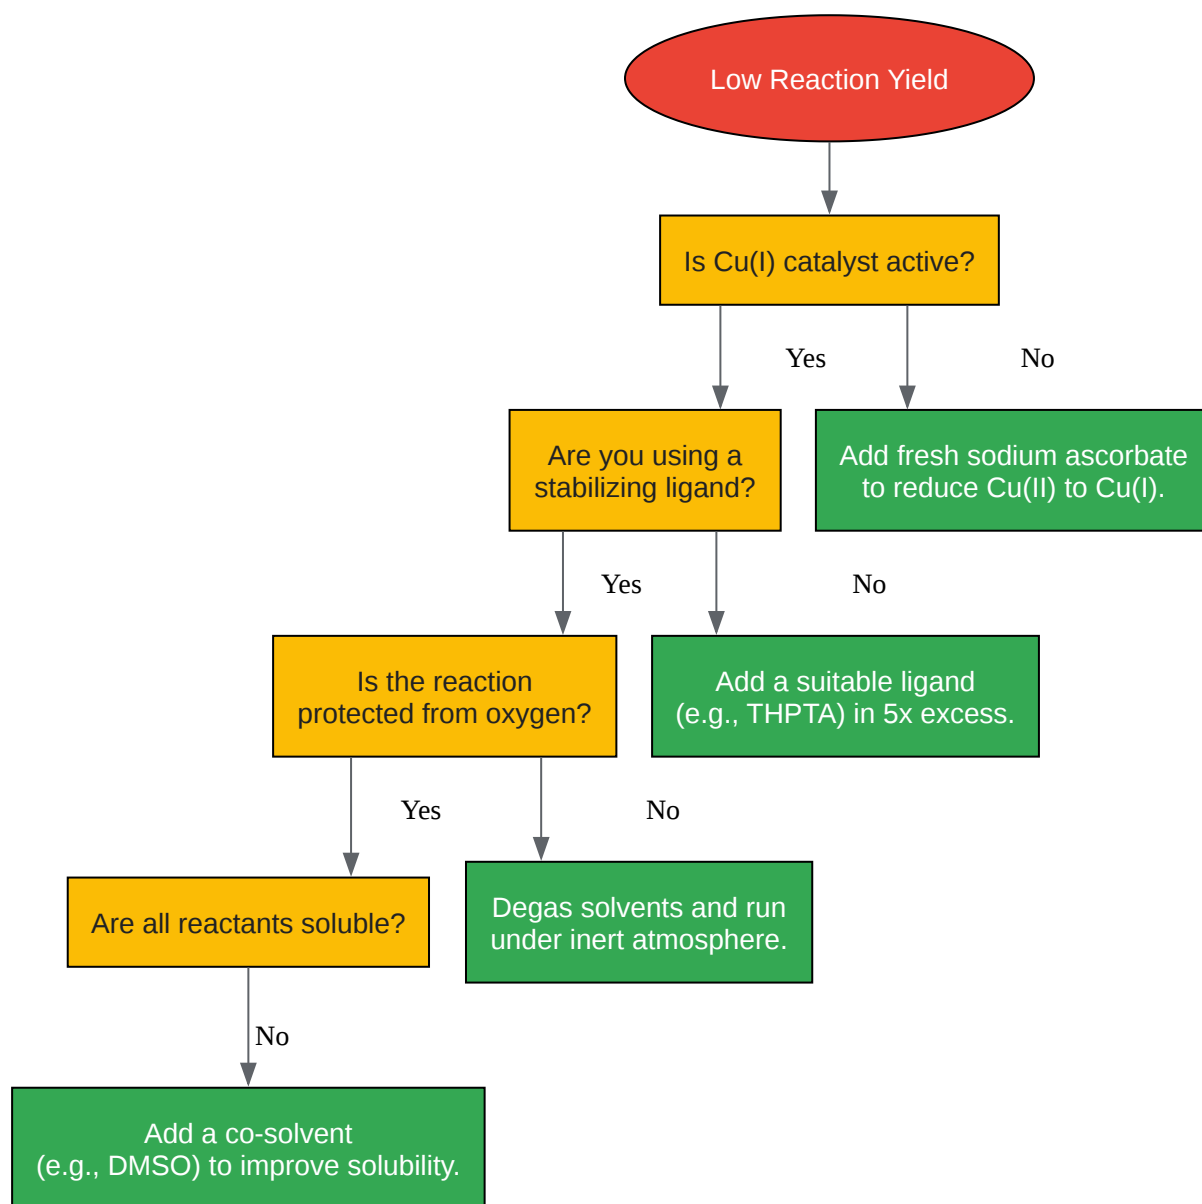 Low Reaction Yield
Is Cu(I) catalyst active?
Yes
No
Are you using a
stabilizing ligand?
Add fresh sodium ascorbate
to reduce Cu(II) to Cu(I).
Yes
No
Is the reaction
protected from oxygen?
Add a suitable ligand
(e.g., THPTA) in 5x excess.
Yes
No
Are all reactants soluble?
Degas solvents and run
under inert atmosphere.
No
Add a co-solvent
(e.g., DMSO) to improve solubility.